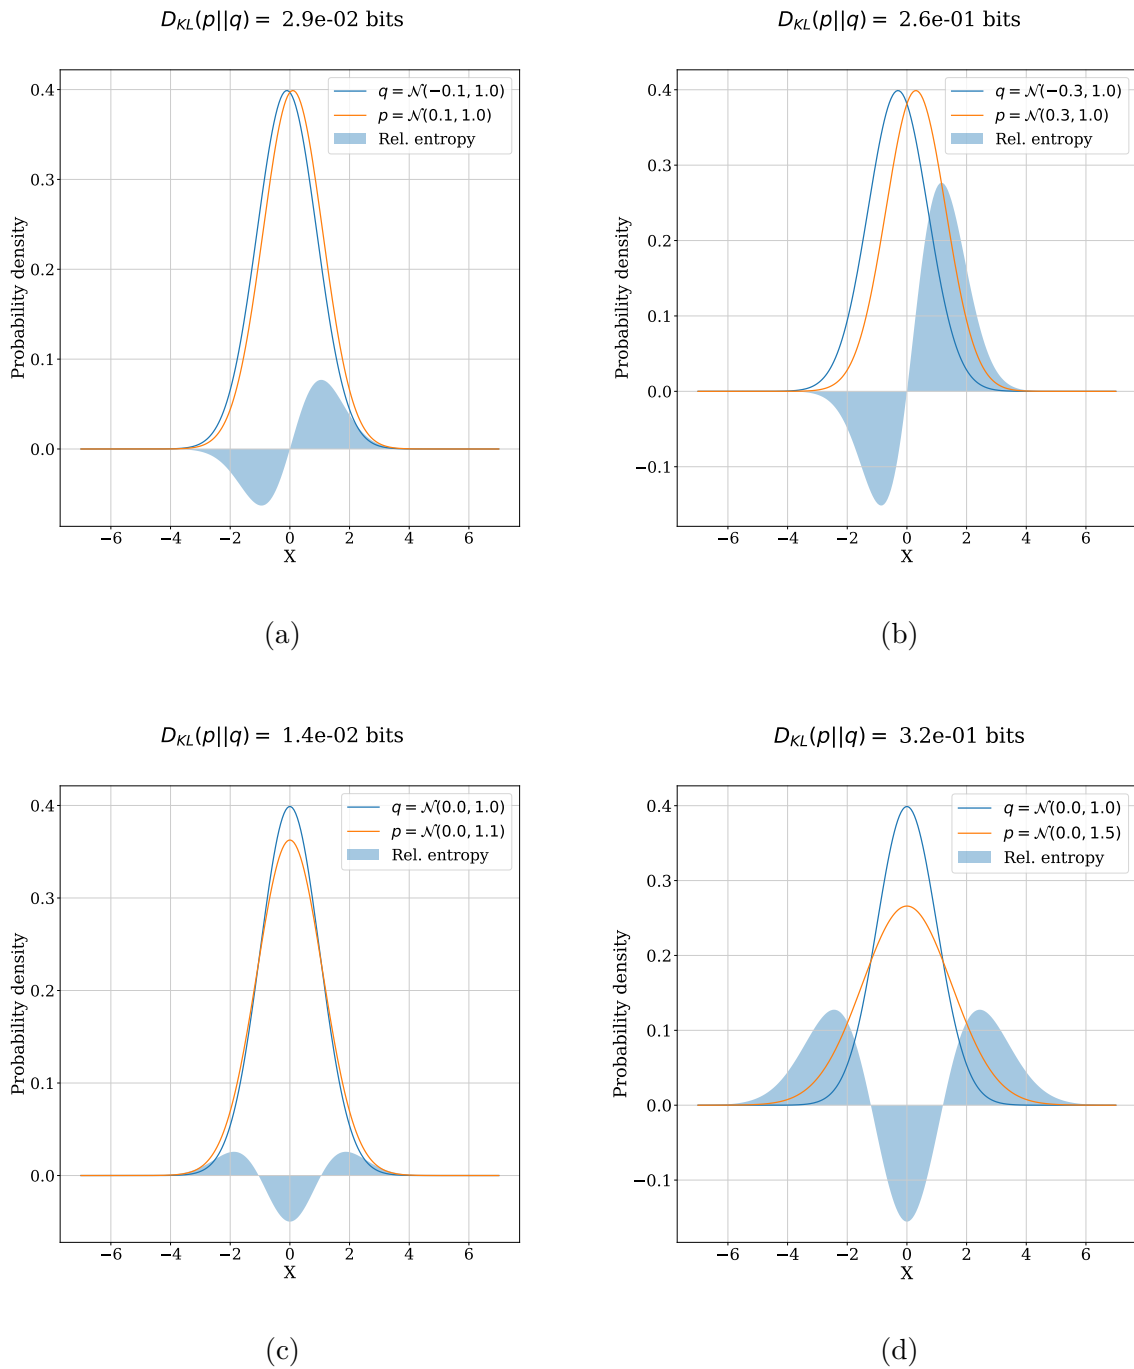 D_KL(p||q) = 2.9e-02 bits
q = 𝒩(−0.1, 1.0)
p = 𝒩(0.1, 1.0)
Rel. entropy
Probability density
0.4
0.3
0.2
0.1
0.0
−6 −4 −2 0 2 4 6
X
(a)
D_KL(p||q) = 2.6e-01 bits
q = 𝒩(−0.3, 1.0)
p = 𝒩(0.3, 1.0)
Rel. entropy
Probability density
0.4
0.3
0.2
0.1
0.0
−0.1
−6 −4 −2 0 2 4 6
X
(b)
D_KL(p||q) = 1.4e-02 bits
q = 𝒩(0.0, 1.0)
p = 𝒩(0.0, 1.1)
Rel. entropy
Probability density
0.4
0.3
0.2
0.1
0.0
−6 −4 −2 0 2 4 6
X
(c)
D_KL(p||q) = 3.2e-01 bits
q = 𝒩(0.0, 1.0)
p = 𝒩(0.0, 1.5)
Rel. entropy
Probability density
0.4
0.3
0.2
0.1
0.0
−0.1
−6 −4 −2 0 2 4 6
X
(d)